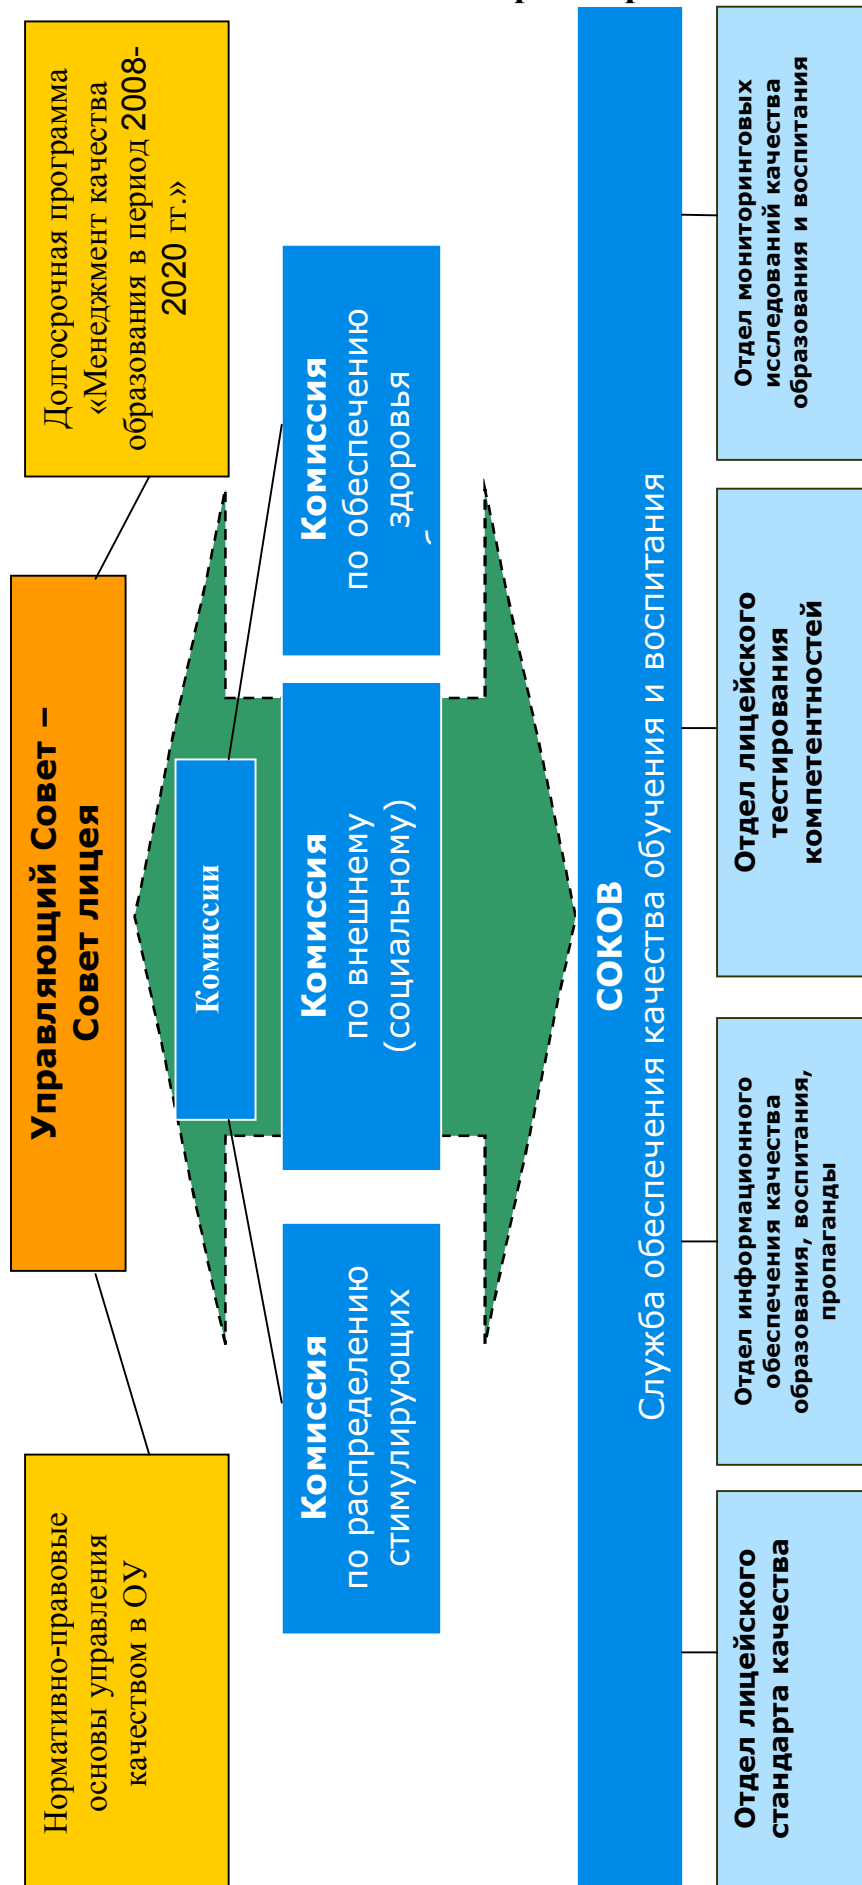 Нормативно-правовые
основы управления
качеством в ОУ
Управляющий Совет –
Совет лицея
Долгосрочная программа
«Менеджмент качества
образования в период 2008-
2020 гг.»
Комиссии
Комиссия
по распределению
стимулирующих
Комиссия
по внешнему
(социальному)
Комиссия
по обеспечению
здоровья
СОКОВ
Служба обеспечения качества обучения и воспитания
Отдел лицейского
стандарта качества
Отдел информационного
обеспечения качества
образования, воспитания,
пропаганды
Отдел лицейского
тестирования
компетентностей
Отдел мониторинговых
исследований качества
образования и воспитания